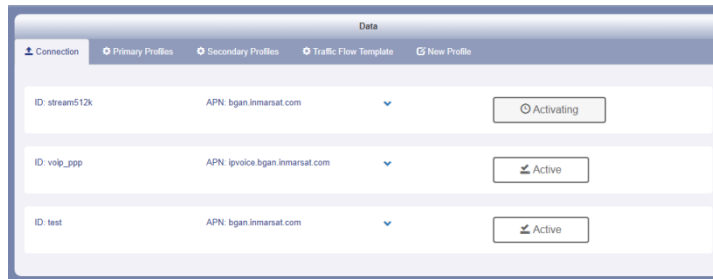 Data
Connection Primary Profiles Secondary Profiles Traffic Flow Template New Profile
ID: stream512k APN: bgan.inmarsat.com Activating
ID: voip_ppp APN: ipvoice.bgan.inmarsat.com Active
ID: test APN: bgan.inmarsat.com Active